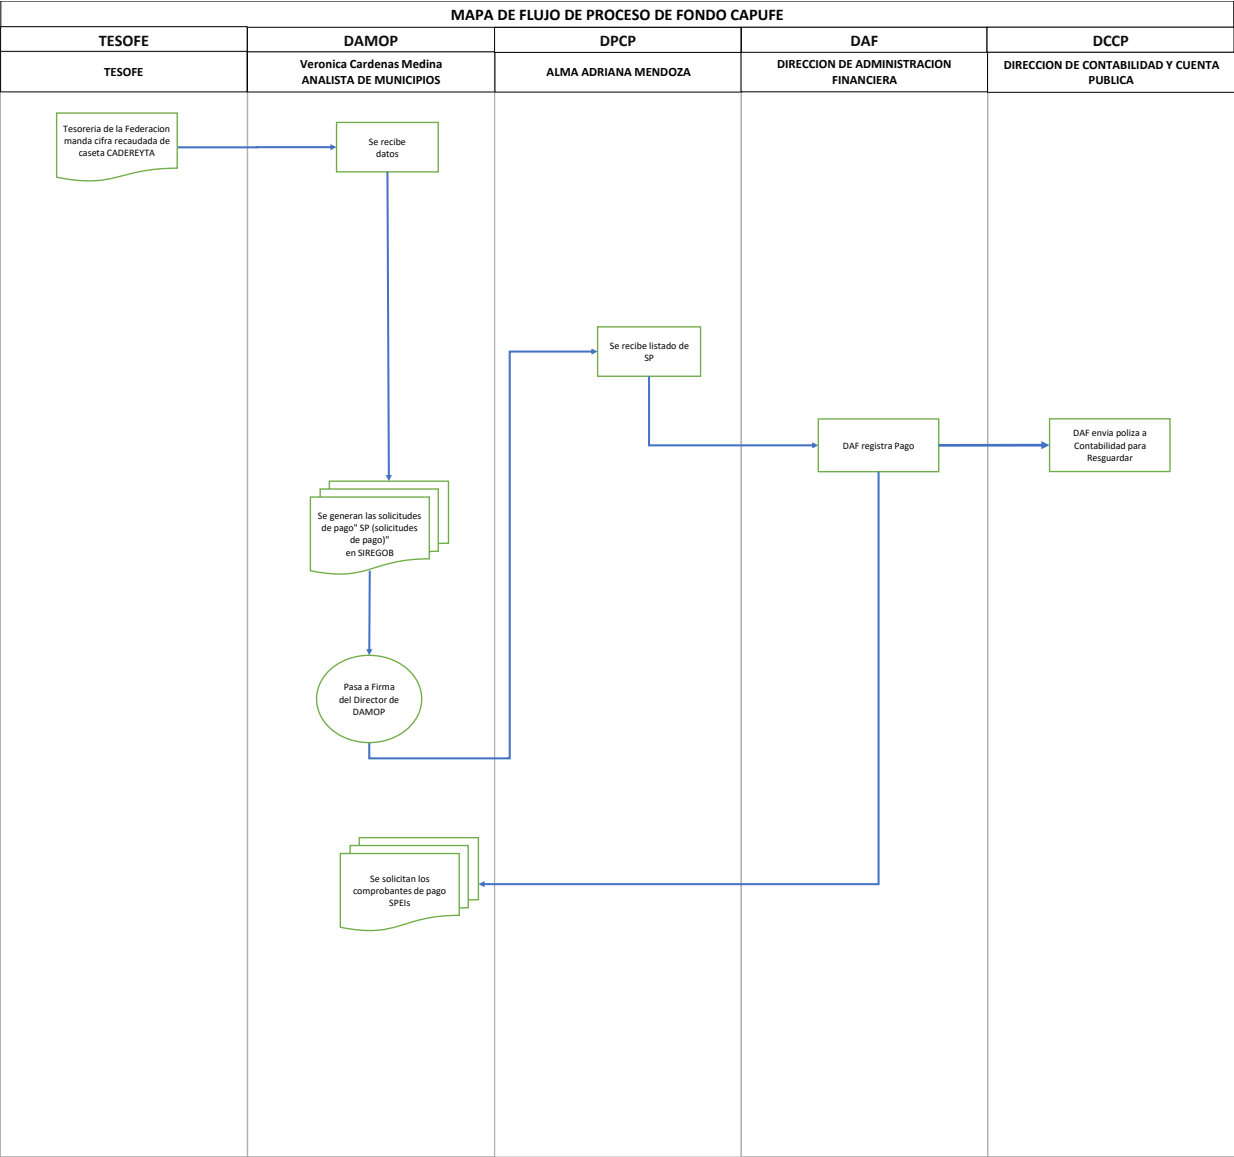 MAPA DE FLUJO DE PROCESO DE FONDO CAPUFE
TESOFE
DAMOP
DPCP
DAF
DCCP
TESOFE
Veronica Cardenas Medina
ANALISTA DE MUNICIPIOS
ALMA ADRIANA MENDOZA
DIRECCION DE ADMINISTRACION
FINANCIERA
DIRECCION DE CONTABILIDAD Y CUENTA
PUBLICA
Tesoreria de la Federacion
manda cifra recaudada de
caseta CADEREYTA
Se recibe
datos
Se recibe listado de
SP
DAF registra Pago
DAF envia poliza a
Contabilidad para
Resguardar
Se generan las solicitudes
de pago" SP (solicitudes
de pago)"
en SIREGOB
Pasa a Firma
del Director de
DAMOP
Se solicitan los
comprobantes de pago
SPEIs